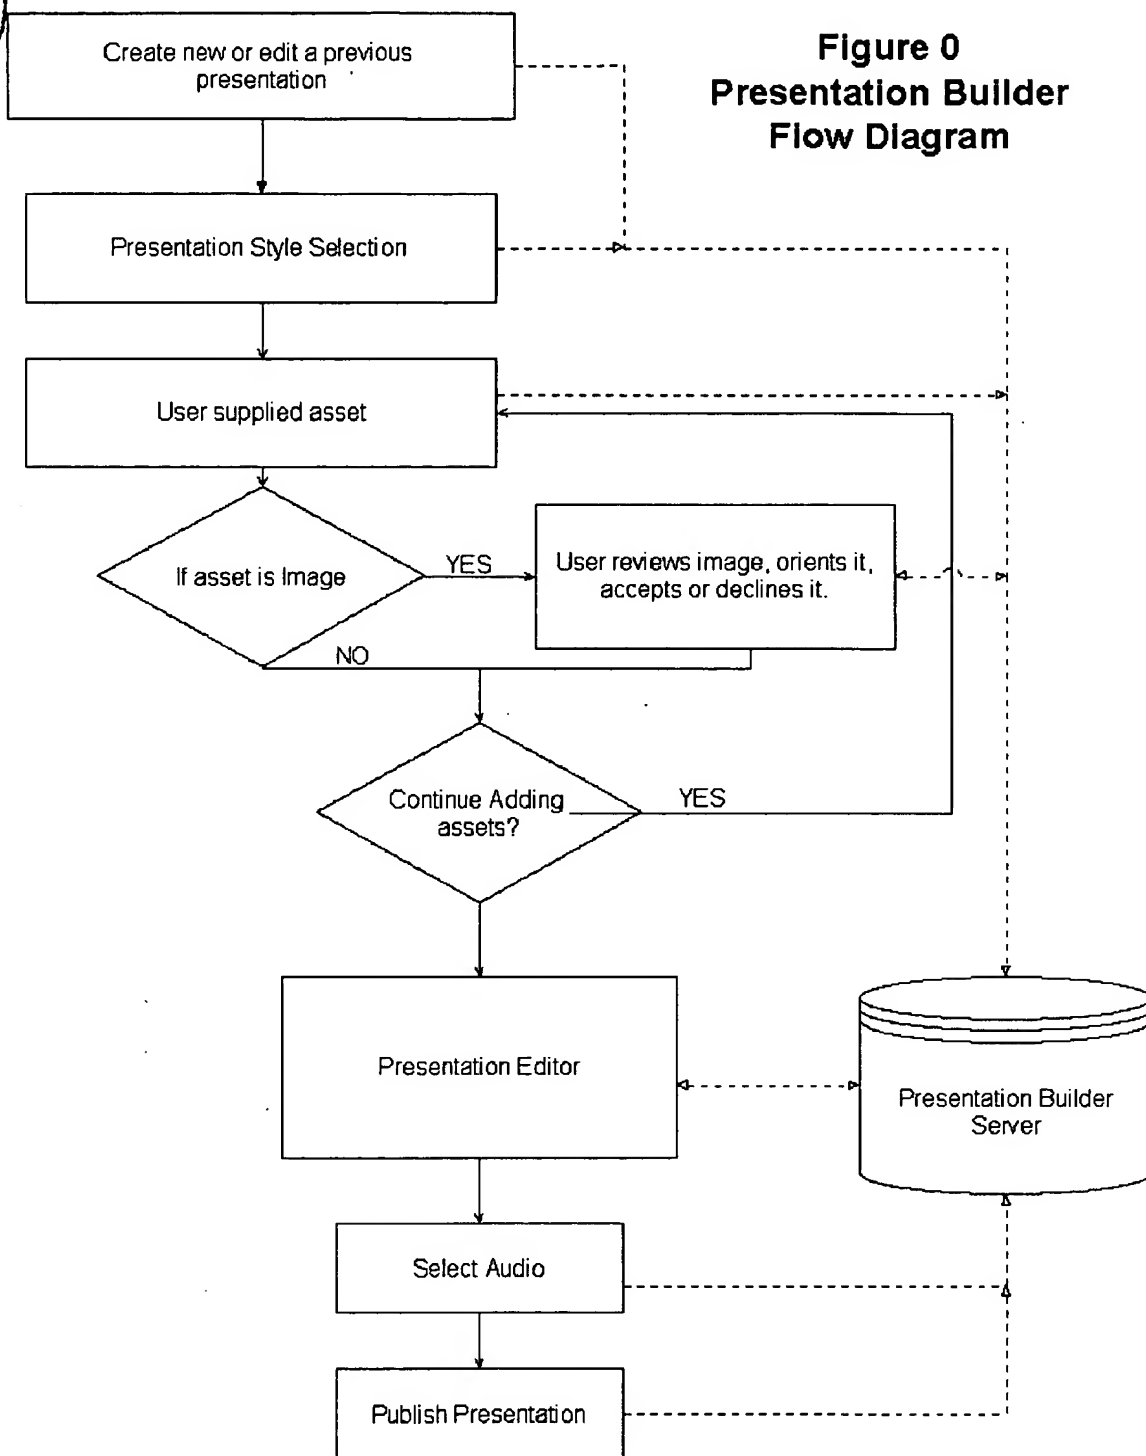 Figure 0
Presentation Builder
Flow Diagram
Create new or edit a previous
presentation
Presentation Style Selection
User supplied asset
If asset is Image
YES
User reviews image, orients it,
accepts or declines it.
NO
Continue Adding
assets?
YES
Presentation Editor
Presentation Builder
Server
Select Audio
Publish Presentation